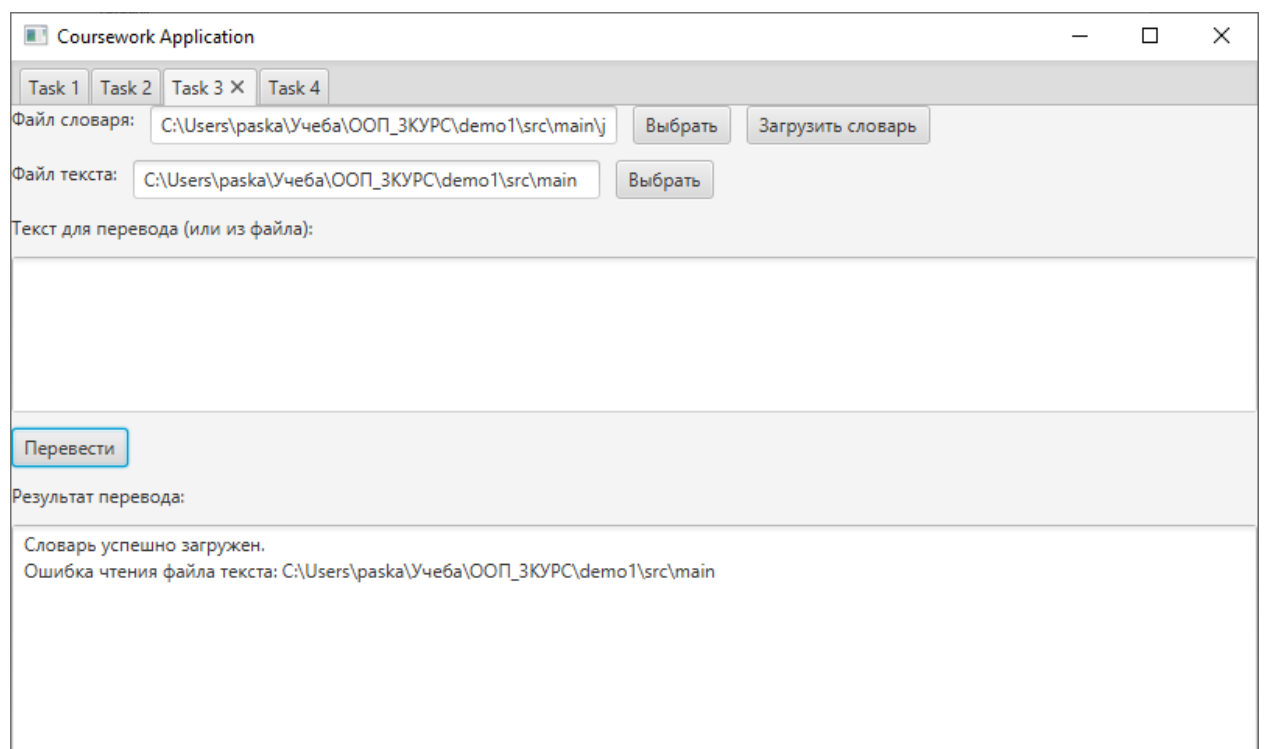 Coursework Application
Task 1 Task 2 Task 3 Task 4
Файл словаря: C:\Users\paska\Учеба\ООП_3КУРС\demo1\src\main\j Выбрать Загрузить словарь
Файл текста: C:\Users\paska\Учеба\ООП_3КУРС\demo1\src\main Выбрать
Текст для перевода (или из файла):
Перевести
Результат перевода:
Словарь успешно загружен.
Ошибка чтения файла текста: C:\Users\paska\Учеба\ООП_3КУРС\demo1\src\main